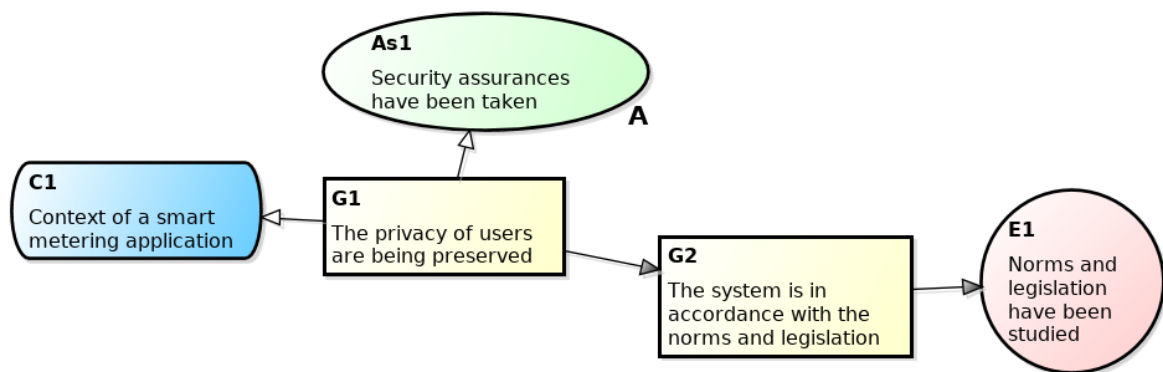 As1
Security assurances
have been taken
A
C1
Context of a smart
metering application
G1
The privacy of users
are being preserved
G2
The system is in
accordance with the
norms and legislation
E1
Norms and
legislation
have been
studied